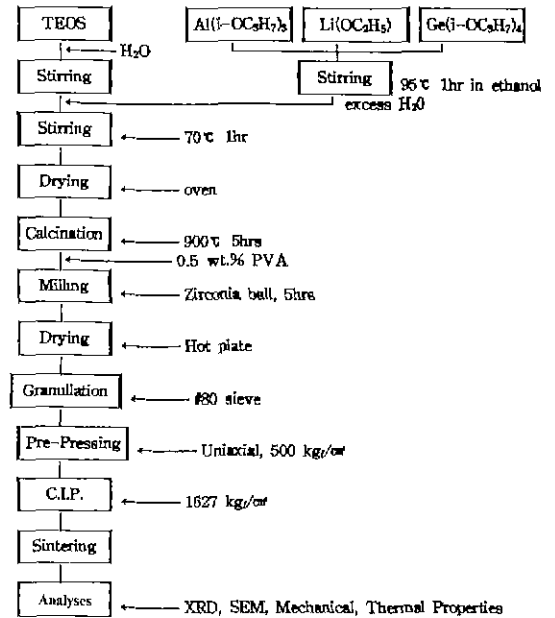 TEOS Al(i-OC₃H₇)₃ Li(OC₂H₅) Ge(i-OC₃H₇)₄
H₂O
Stirring Stirring 95℃ 1hr in ethanol
excess H₂O
Stirring
70℃ 1hr
Drying
oven
Calcination
900℃ 5hrs
0.5 wt.% PVA
Milling
Zirconia ball, 5hrs
Drying
Hot plate
Granullation
#80 sieve
Pre-Pressing
Uniaxial, 500 kgf/㎠
C.I.P.
1627 kgf/㎠
Sintering
Analyses
XRD, SEM, Mechanical, Thermal Properties